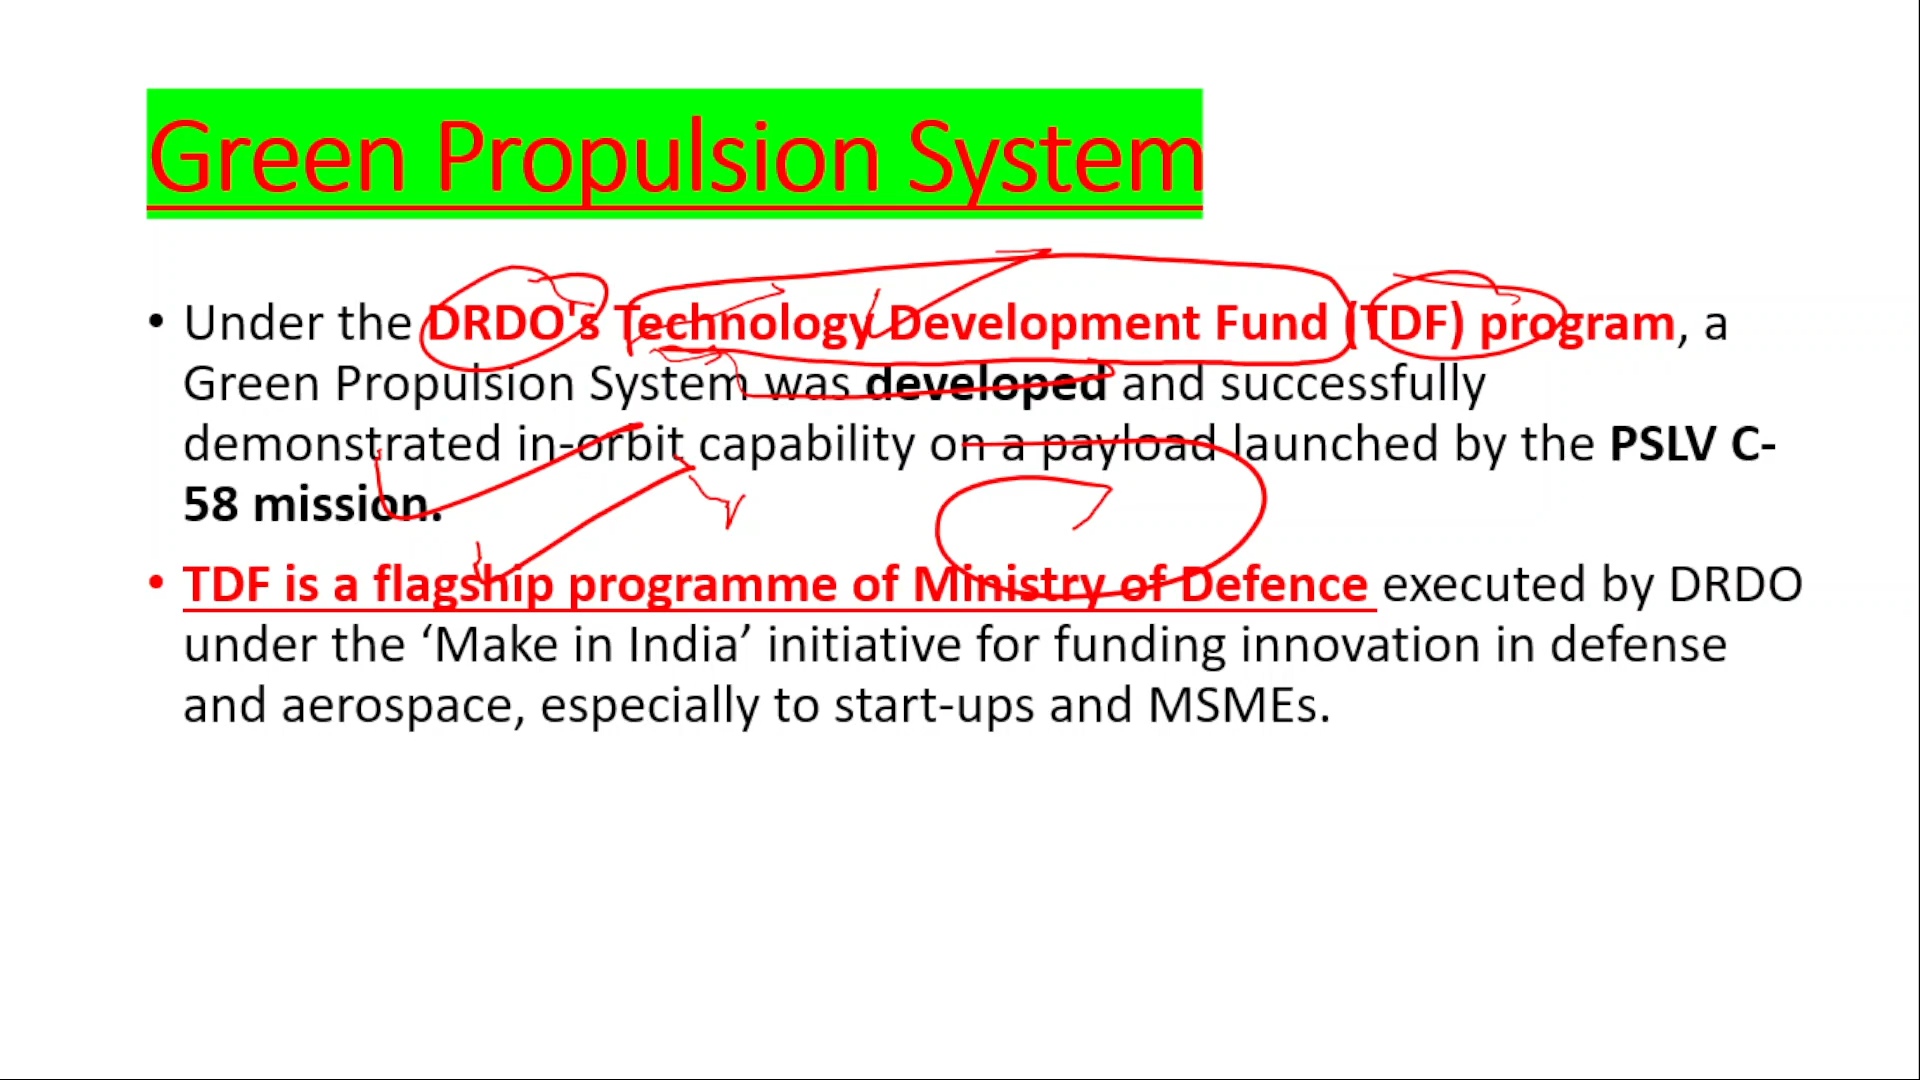 Green Propulsion System
• Under the DRDO's Technology Development Fund (TDF) program, a
Green Propulsion System was developed and successfully
demonstrated in-orbit capability on a payload launched by the PSLV C-
58 mission.
• TDF is a flagship programme of Ministry of Defence executed by DRDO
under the ‘Make in India’ initiative for funding innovation in defense
and aerospace, especially to start-ups and MSMEs.